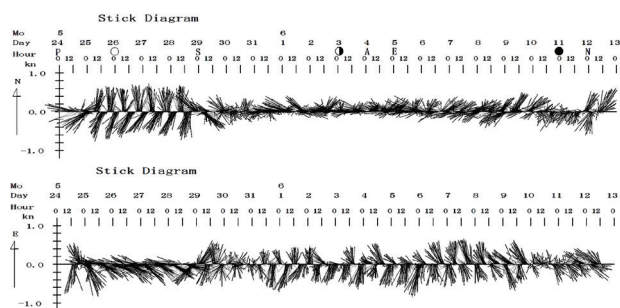 Stick Diagram
Mo 5 6
Day 24 25 26 27 28 29 30 31 1 2 3 4 5 6 7 8 9 10 11 12 13
P S A E N
Hour 0 12 0 12 0 12 0 12 0 12 0 12 0 12 0 12 0 12 0 12 0 12 0 12 0 12 0 12 0 12 0 12 0 12 0 12 0 12 0 12 0
kn
1.0
N
0.0
-1.0
Stick Diagram
Mo 5 6
Day 24 25 26 27 28 29 30 31 1 2 3 4 5 6 7 8 9 10 11 12 13
Hour 0 12 0 12 0 12 0 12 0 12 0 12 0 12 0 12 0 12 0 12 0 12 0 12 0 12 0 12 0 12 0 12 0 12 0 12 0 12 0 12 0
kn
1.0
E
0.0
-1.0